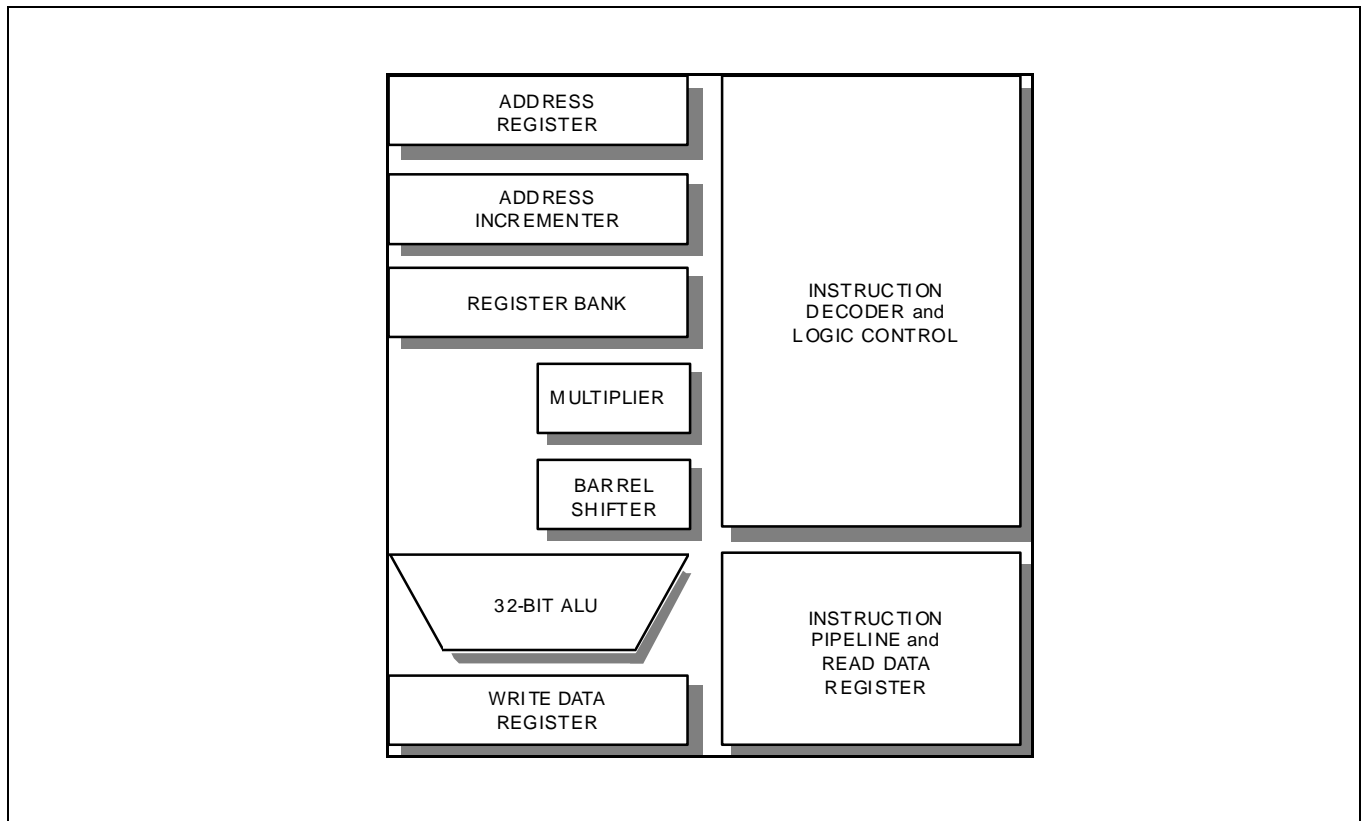 ADDRESS
REGISTER
ADDRESS
INCREMENTER
REGISTER BANK
MULTIPLIER
BARREL
SHIFTER
32-BIT ALU
WRITE DATA
REGISTER
INSTRUCTION
DECODER and
LOGIC CONTROL
INSTRUCTION
PIPELINE and
READ DATA
REGISTER